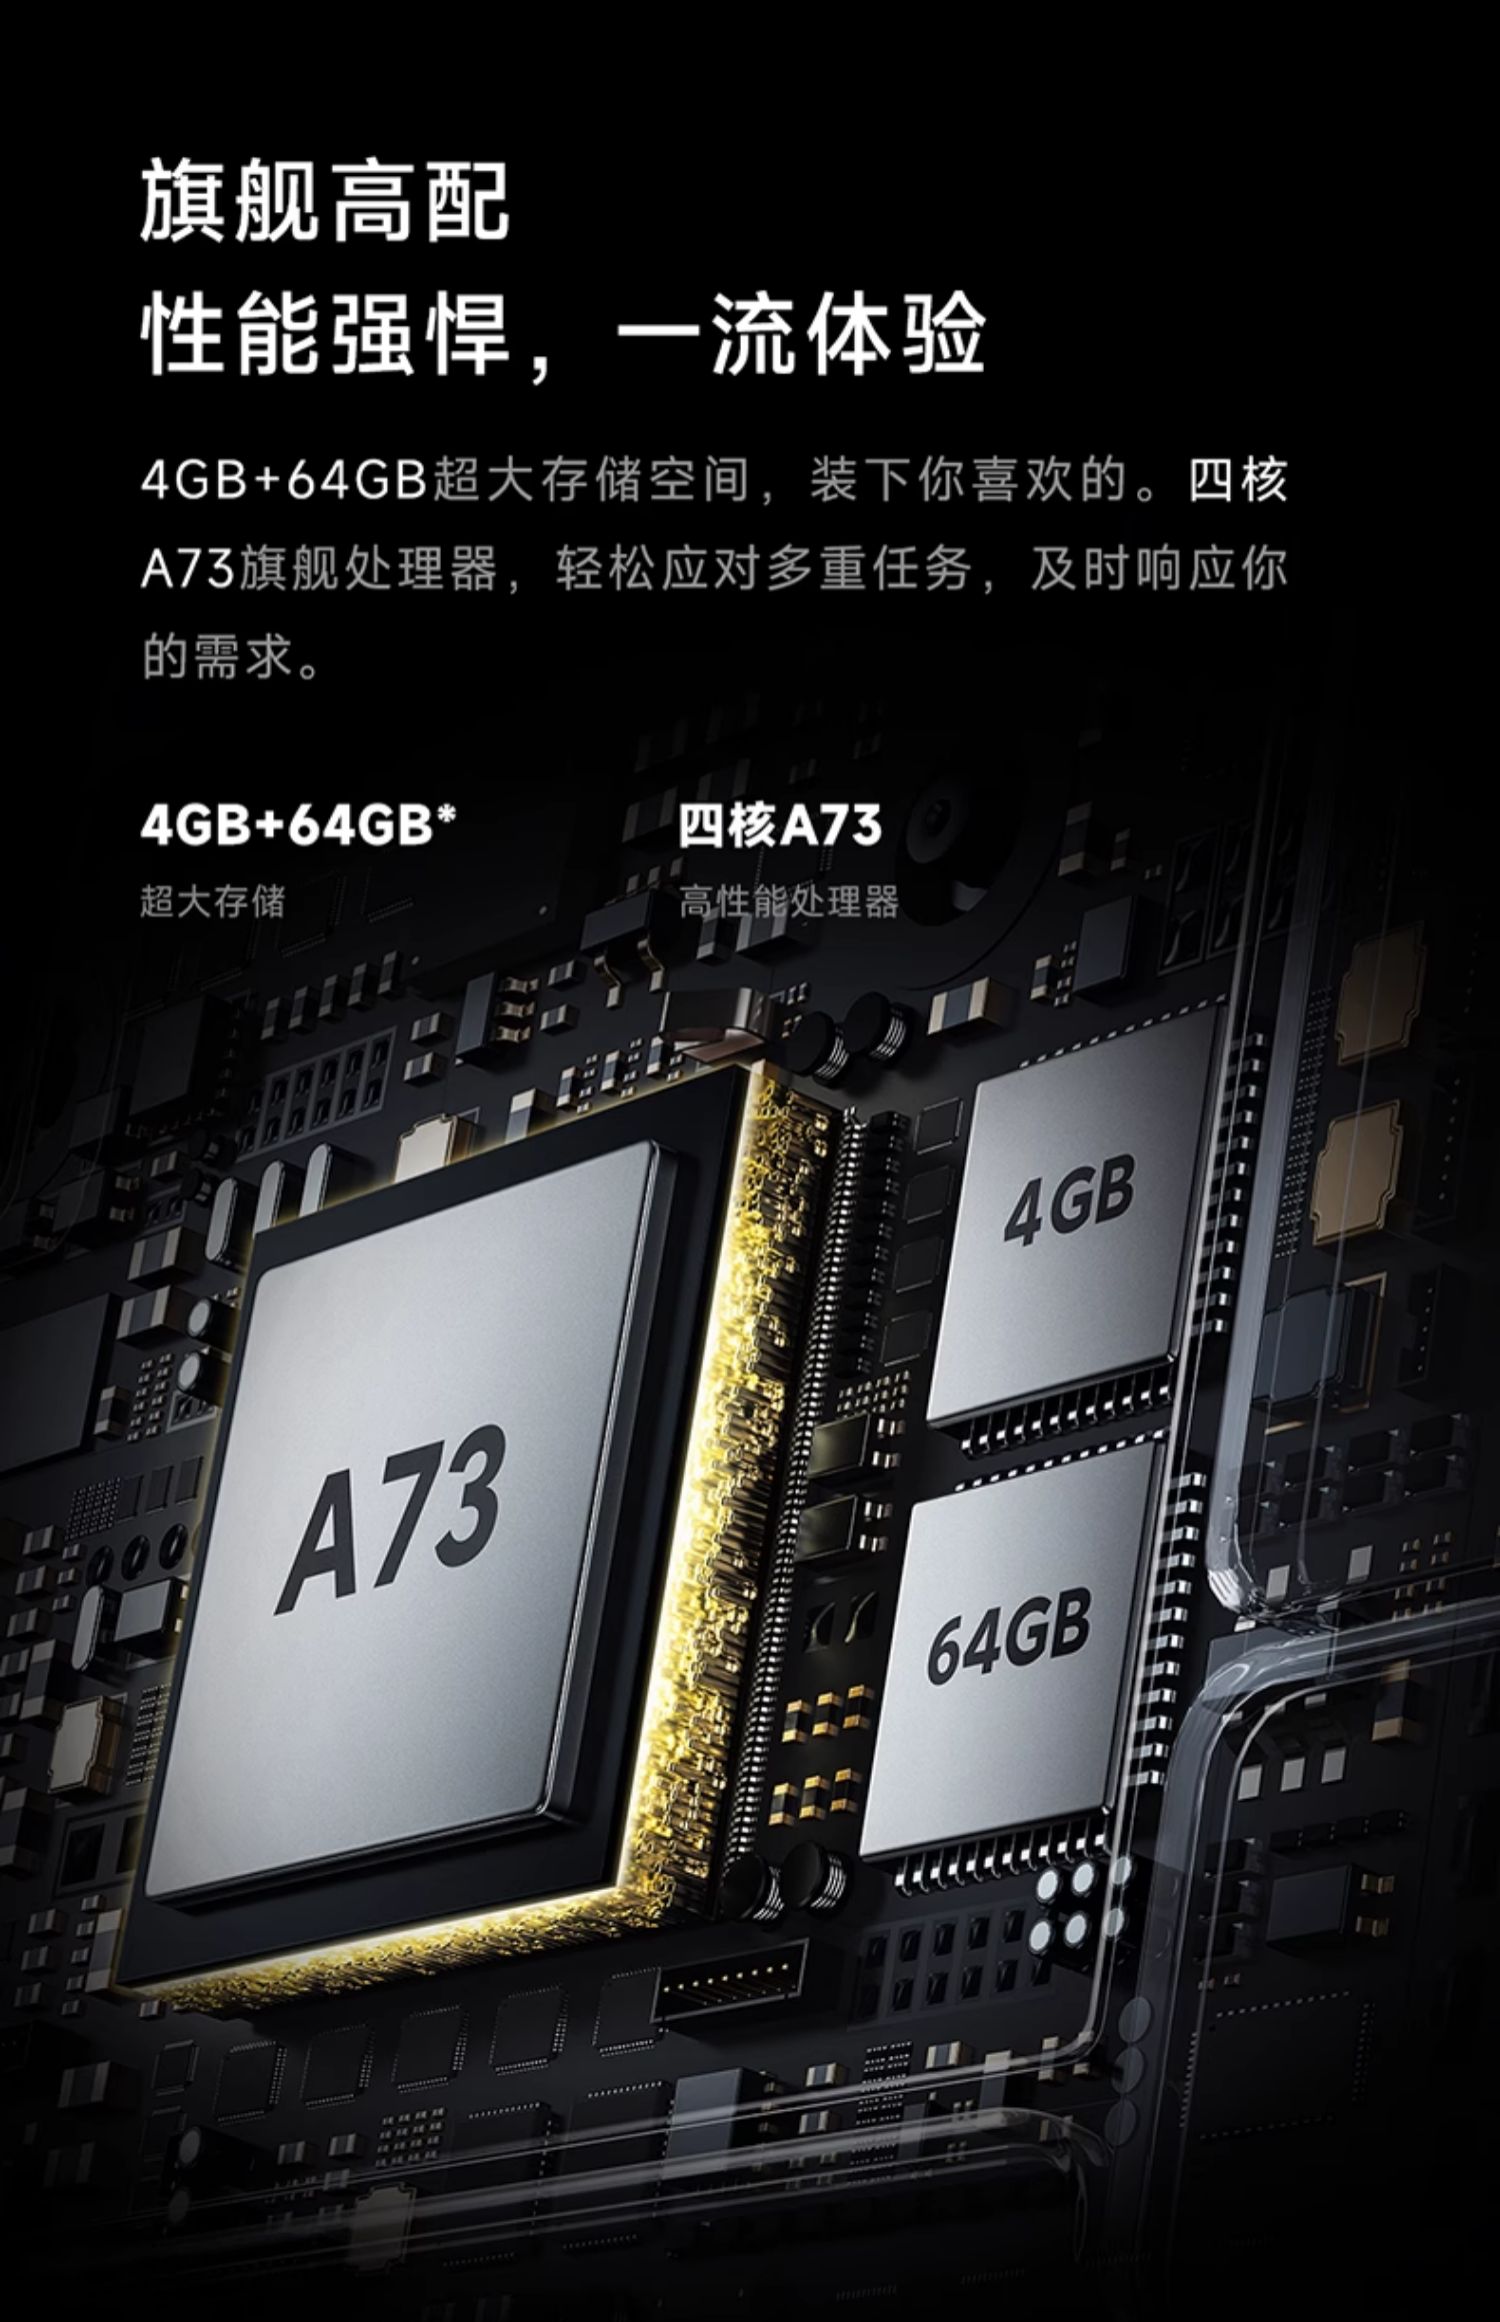 旗舰高配
性能强悍，一流体验
4GB+64GB超大存储空间，装下你喜欢的。四核
A73旗舰处理器，轻松应对多重任务，及时响应你
的需求。
4GB+64GB*
四核A73
超大存储
高性能处理器
4GB
A73
64GB